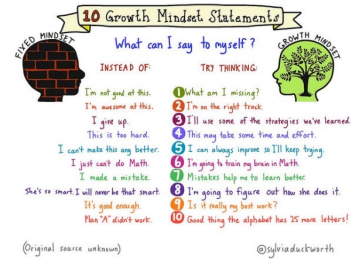 10 Growth Mindset Statements
FIXED MINDSET
GROWTH MINDSET
What can I say to myself?
INSTEAD OF: TRY THINKING:
I'm not good at this. 1 What am I missing?
I'm awesome at this. 2 I'm on the right track.
I give up. 3 I'll use some of the strategies we've learned.
This is too hard. 4 This may take some time and effort.
I can't make this any better. 5 I can always improve so I'll keep trying.
I just can't do Math. 6 I'm going to train my brain in Math.
I made a mistake. 7 Mistakes help me to learn better.
She's so smart. I will never be that smart. 8 I'm going to figure out how she does it.
It's good enough. 9 Is it really my best work?
Plan "A" didn't work. 10 Good thing the alphabet has 25 more letters!
(Original source unknown) @sylviaduckworth